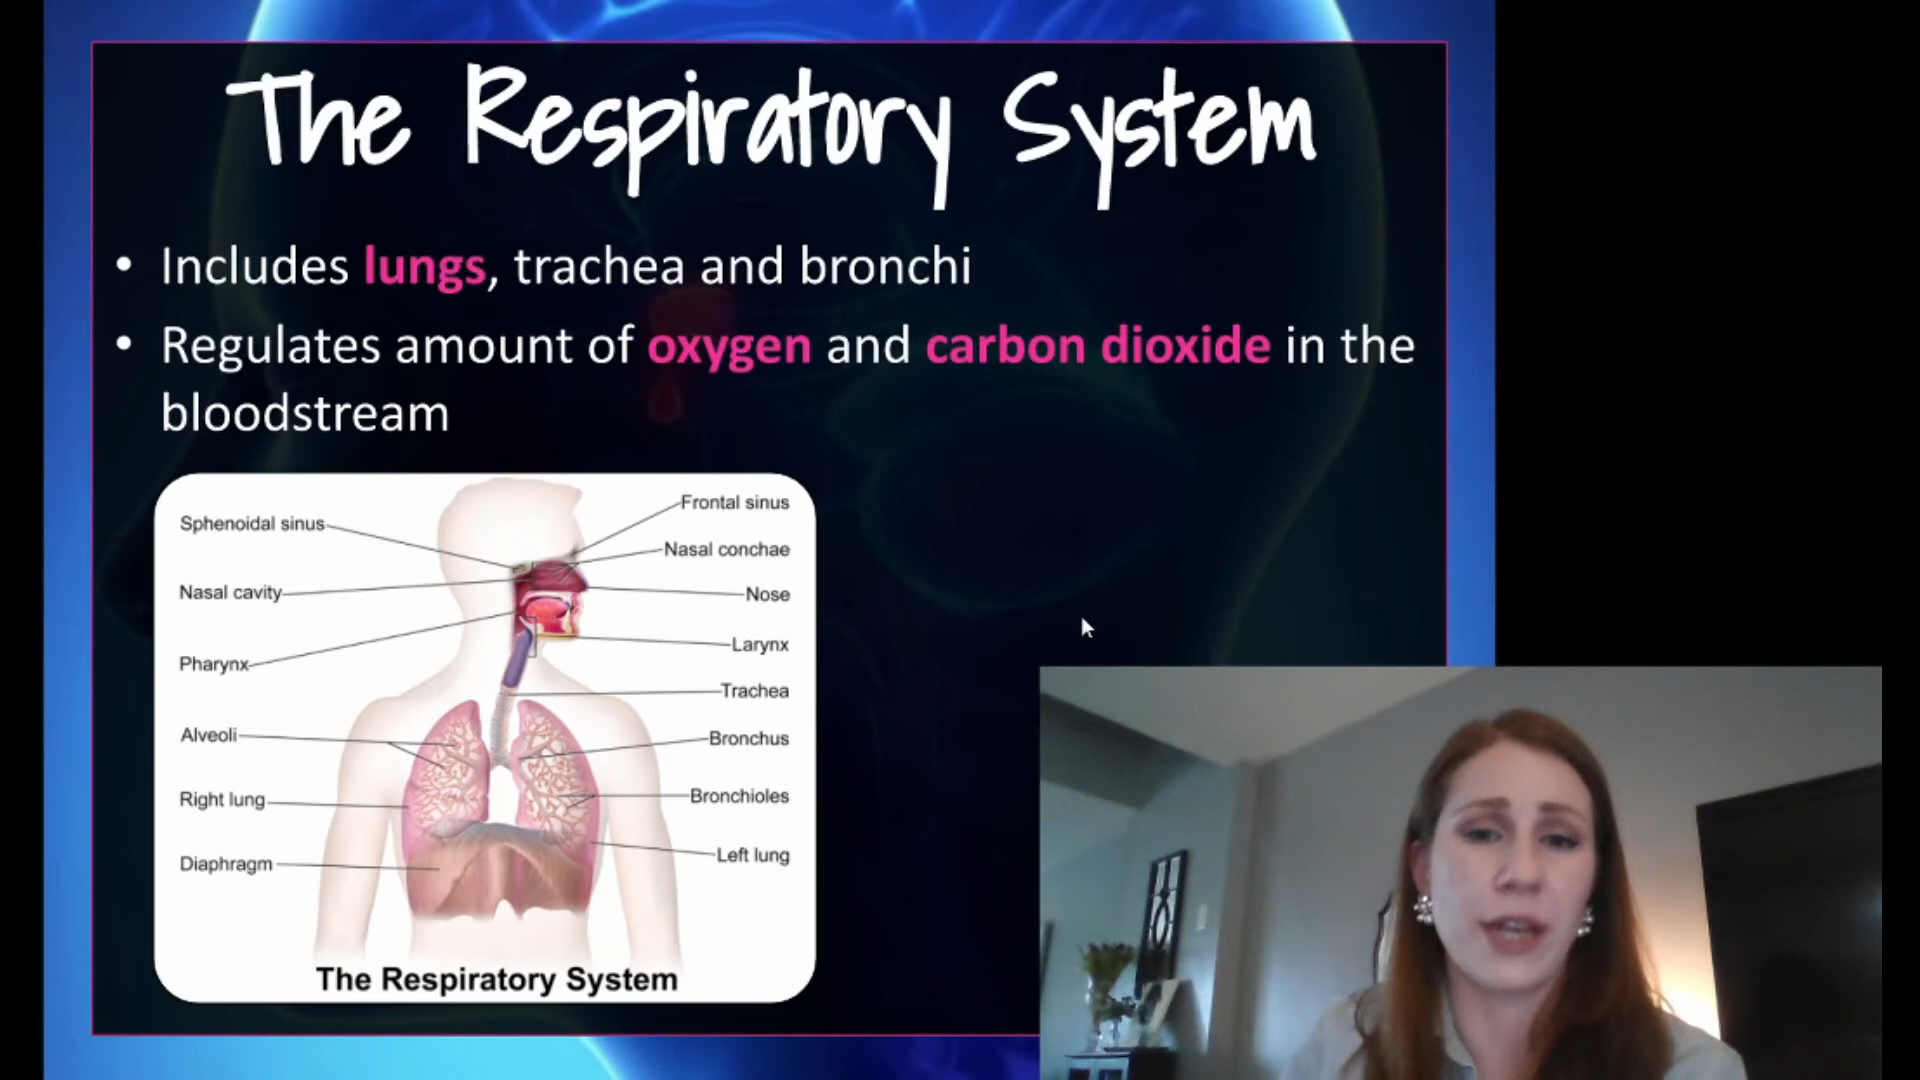 The Respiratory System
• Includes lungs, trachea and bronchi
• Regulates amount of oxygen and carbon dioxide in the
bloodstream
Frontal sinus
Sphenoidal sinus
Nasal conchae
Nasal cavity
Nose
Larynx
Pharynx
Trachea
Alveoli
Bronchus
Right lung
Bronchioles
Left lung
Diaphragm
The Respiratory System